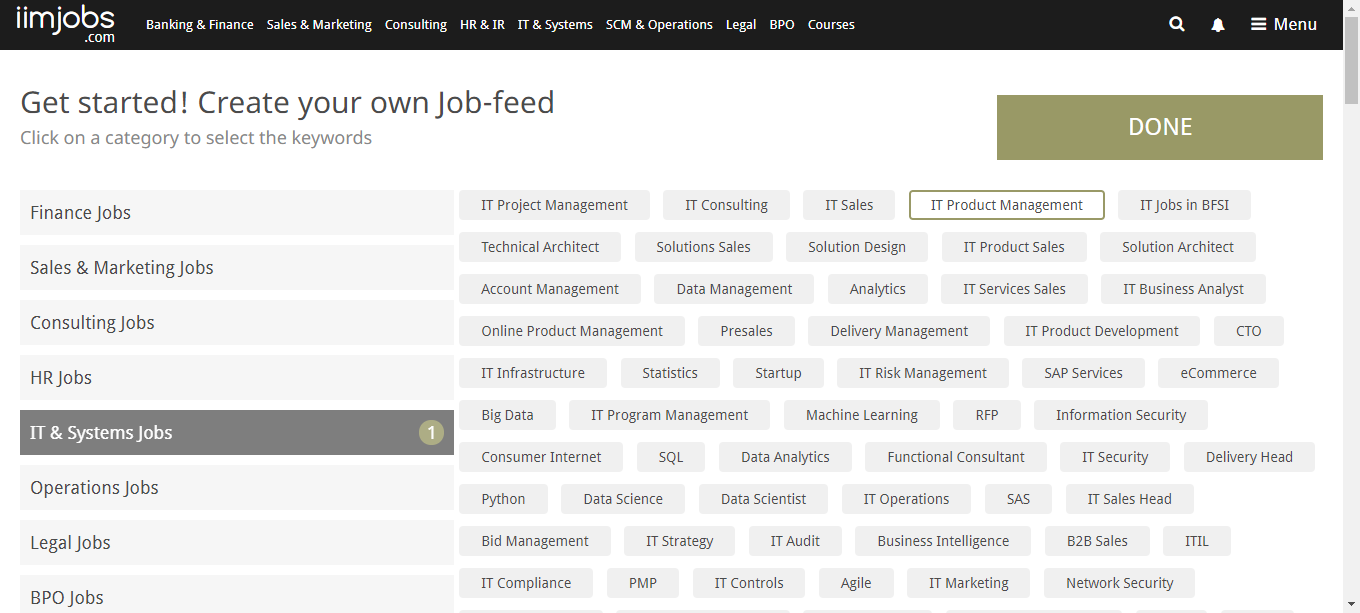 iimjobs
.com
Banking & Finance Sales & Marketing Consulting HR & IR IT & Systems SCM & Operations Legal BPO Courses
Menu
Get started! Create your own Job-feed
Click on a category to select the keywords
DONE
Finance Jobs
Sales & Marketing Jobs
Consulting Jobs
HR Jobs
IT & Systems Jobs 1
Operations Jobs
Legal Jobs
BPO Jobs
IT Project Management IT Consulting IT Sales IT Product Management IT Jobs in BFSI
Technical Architect Solutions Sales Solution Design IT Product Sales Solution Architect
Account Management Data Management Analytics IT Services Sales IT Business Analyst
Online Product Management Presales Delivery Management IT Product Development CTO
IT Infrastructure Statistics Startup IT Risk Management SAP Services eCommerce
Big Data IT Program Management Machine Learning RFP Information Security
Consumer Internet SQL Data Analytics Functional Consultant IT Security Delivery Head
Python Data Science Data Scientist IT Operations SAS IT Sales Head
Bid Management IT Strategy IT Audit Business Intelligence B2B Sales ITIL
IT Compliance PMP IT Controls Agile IT Marketing Network Security